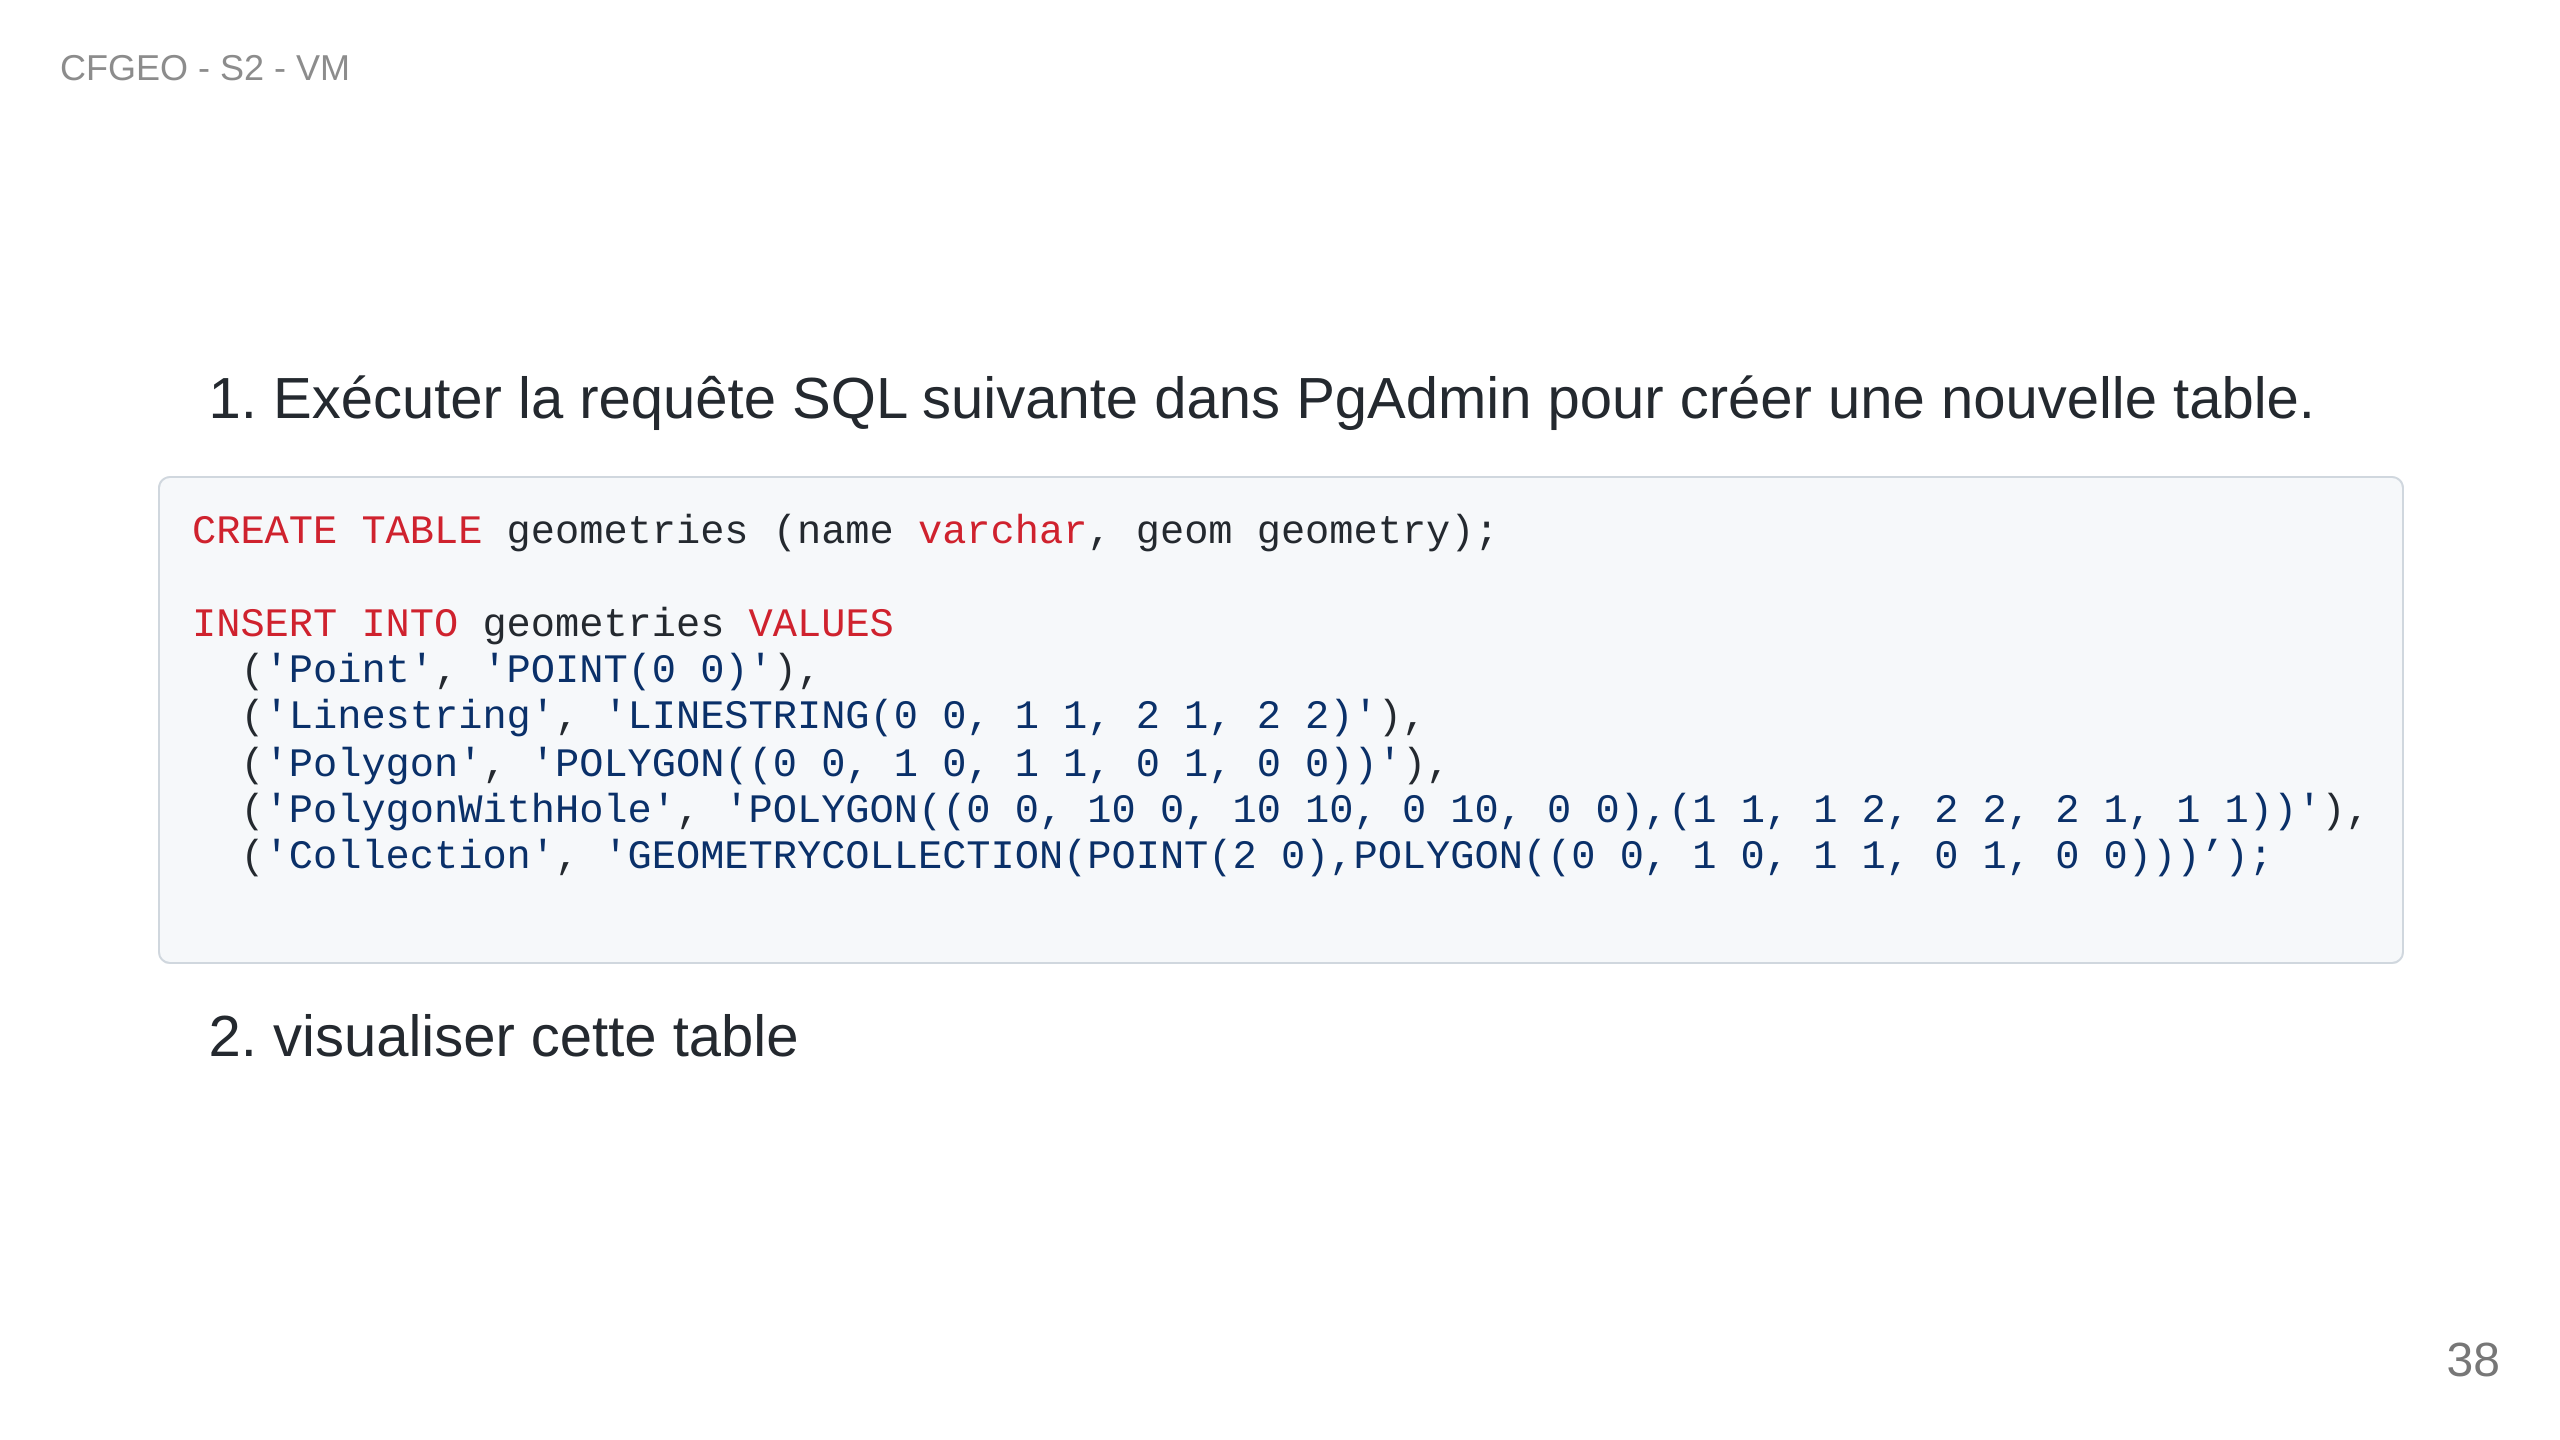 CFGEO - S2 - VM
1. Exécuter la requête SQL suivante dans PgAdmin pour créer une nouvelle table.
CREATE TABLE geometries (name varchar, geom geometry);
INSERT INTO geometries VALUES
  ('Point', 'POINT(0 0)'),
  ('Linestring', 'LINESTRING(0 0, 1 1, 2 1, 2 2)'),
  ('Polygon', 'POLYGON((0 0, 1 0, 1 1, 0 1, 0 0))'),
  ('PolygonWithHole', 'POLYGON((0 0, 10 0, 10 10, 0 10, 0 0),(1 1, 1 2, 2 2, 2 1, 1 1))'),
  ('Collection', 'GEOMETRYCOLLECTION(POINT(2 0),POLYGON((0 0, 1 0, 1 1, 0 1, 0 0)))’);
2. visualiser cette table
38